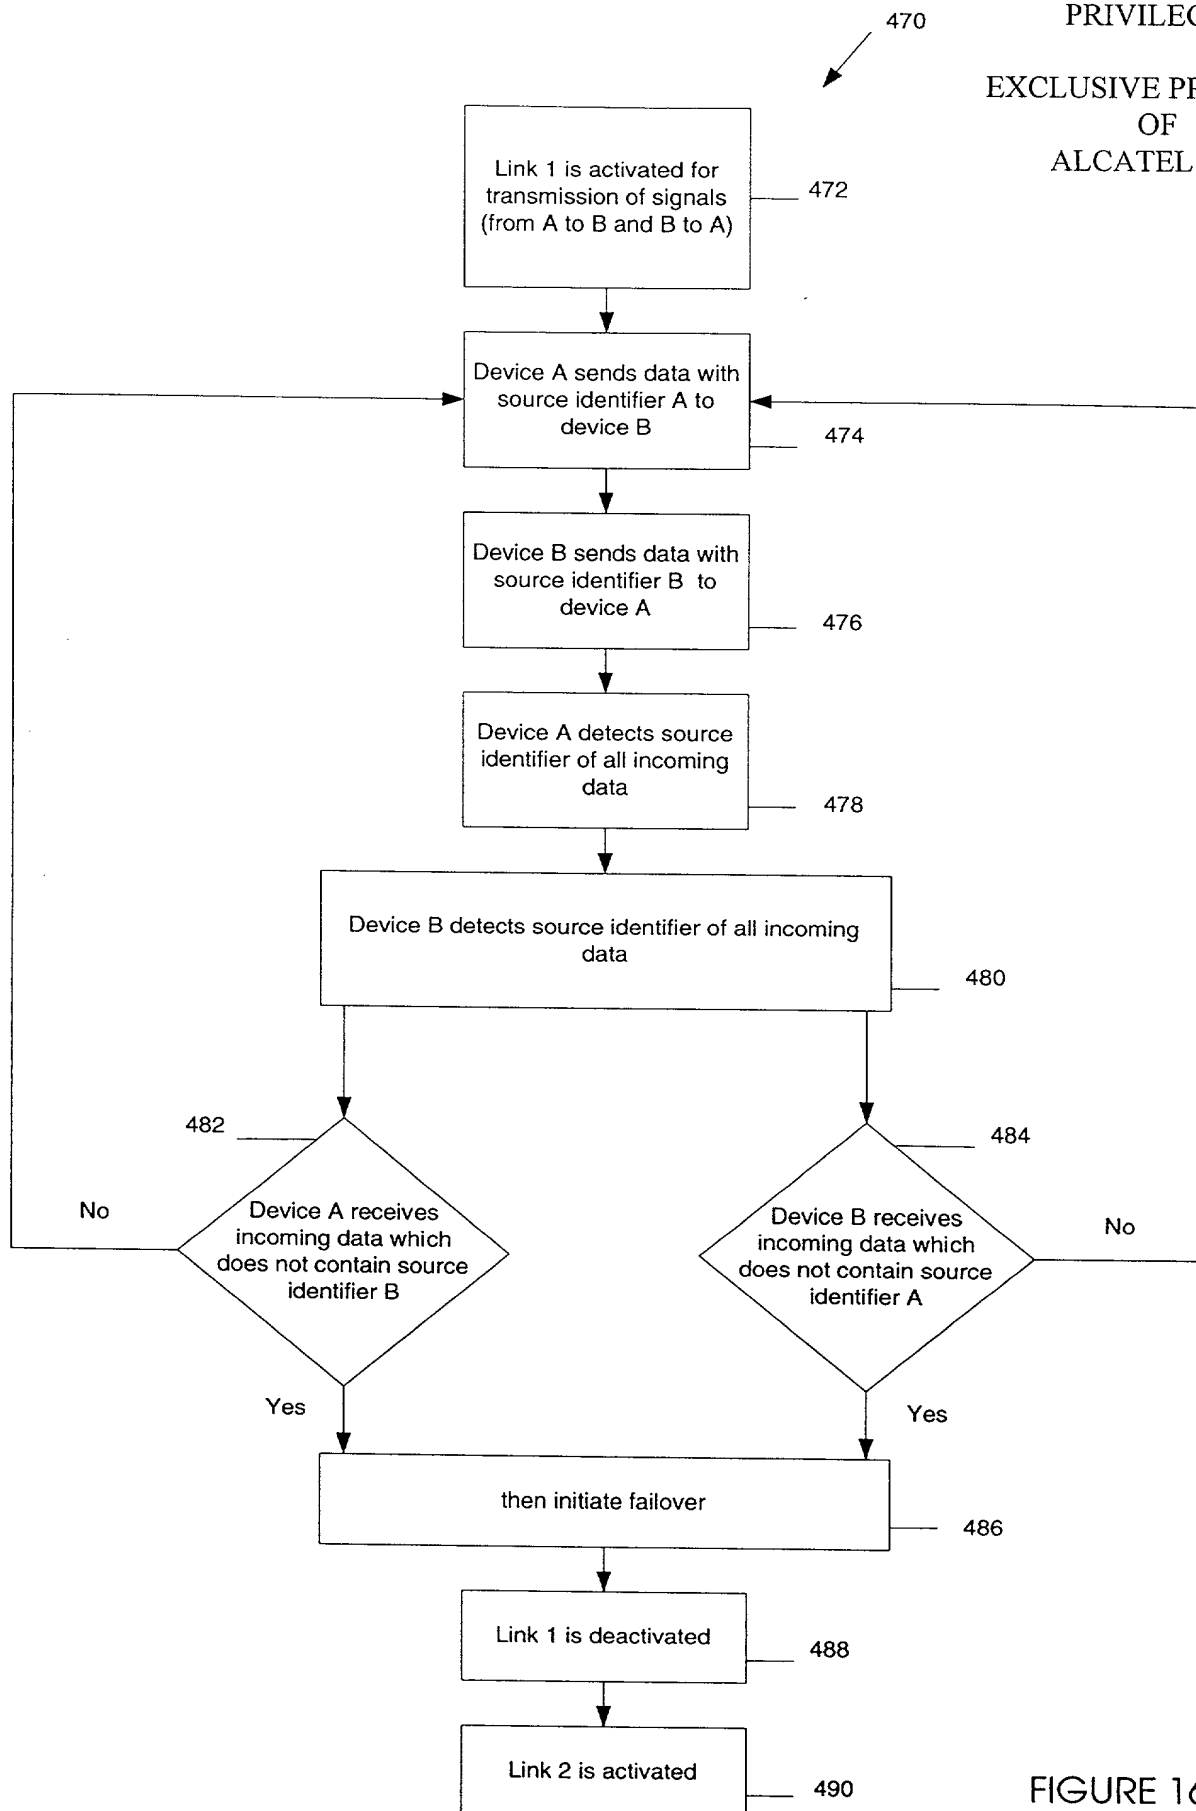 470
PRIVILEG
EXCLUSIVE PR
OF
ALCATEL
Link 1 is activated for
transmission of signals
(from A to B and B to A)
472
Device A sends data with
source identifier A to
device B
474
Device B sends data with
source identifier B to
device A
476
Device A detects source
identifier of all incoming
data
478
Device B detects source identifier of all incoming
data
480
482
484
No
Device A receives
incoming data which
does not contain source
identifier B
Device B receives
incoming data which
does not contain source
identifier A
No
Yes
Yes
then initiate failover
486
Link 1 is deactivated
488
Link 2 is activated
490
FIGURE 16